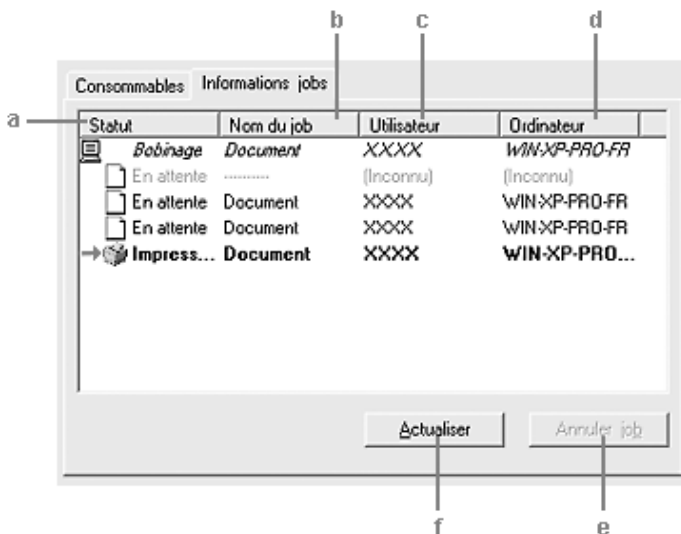 b c d
Consommables Informations jobs
a Statut Nom du job Utilisateur Ordinateur
Bobinage Document XXXX WIN-XP-PRO-FR
En attente ---------- (Inconnu) (Inconnu)
En attente Document XXXX WIN-XP-PRO-FR
En attente Document XXXX WIN-XP-PRO-FR
Impress... Document XXXX WIN-XP-PRO...
Actualiser Annuler job
f e